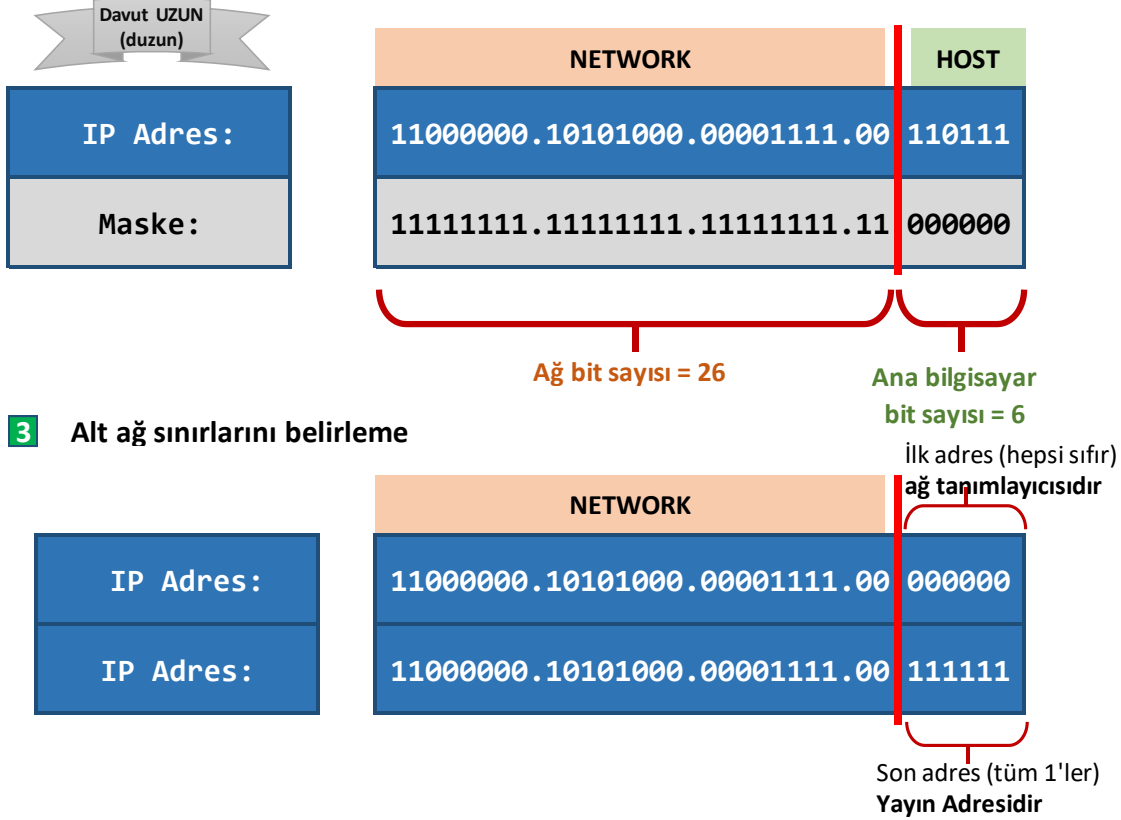 Davut UZUN
(duzun)
NETWORK HOST
IP Adres: 11000000.10101000.00001111.00 110111
Maske: 11111111.11111111.11111111.11 000000
Ağ bit sayısı = 26
Ana bilgisayar
bit sayısı = 6
3 Alt ağ sınırlarını belirleme
İlk adres (hepsi sıfır)
ağ tanımlayıcısıdır
NETWORK
IP Adres: 11000000.10101000.00001111.00 000000
IP Adres: 11000000.10101000.00001111.00 111111
Son adres (tüm 1'ler)
Yayın Adresidir